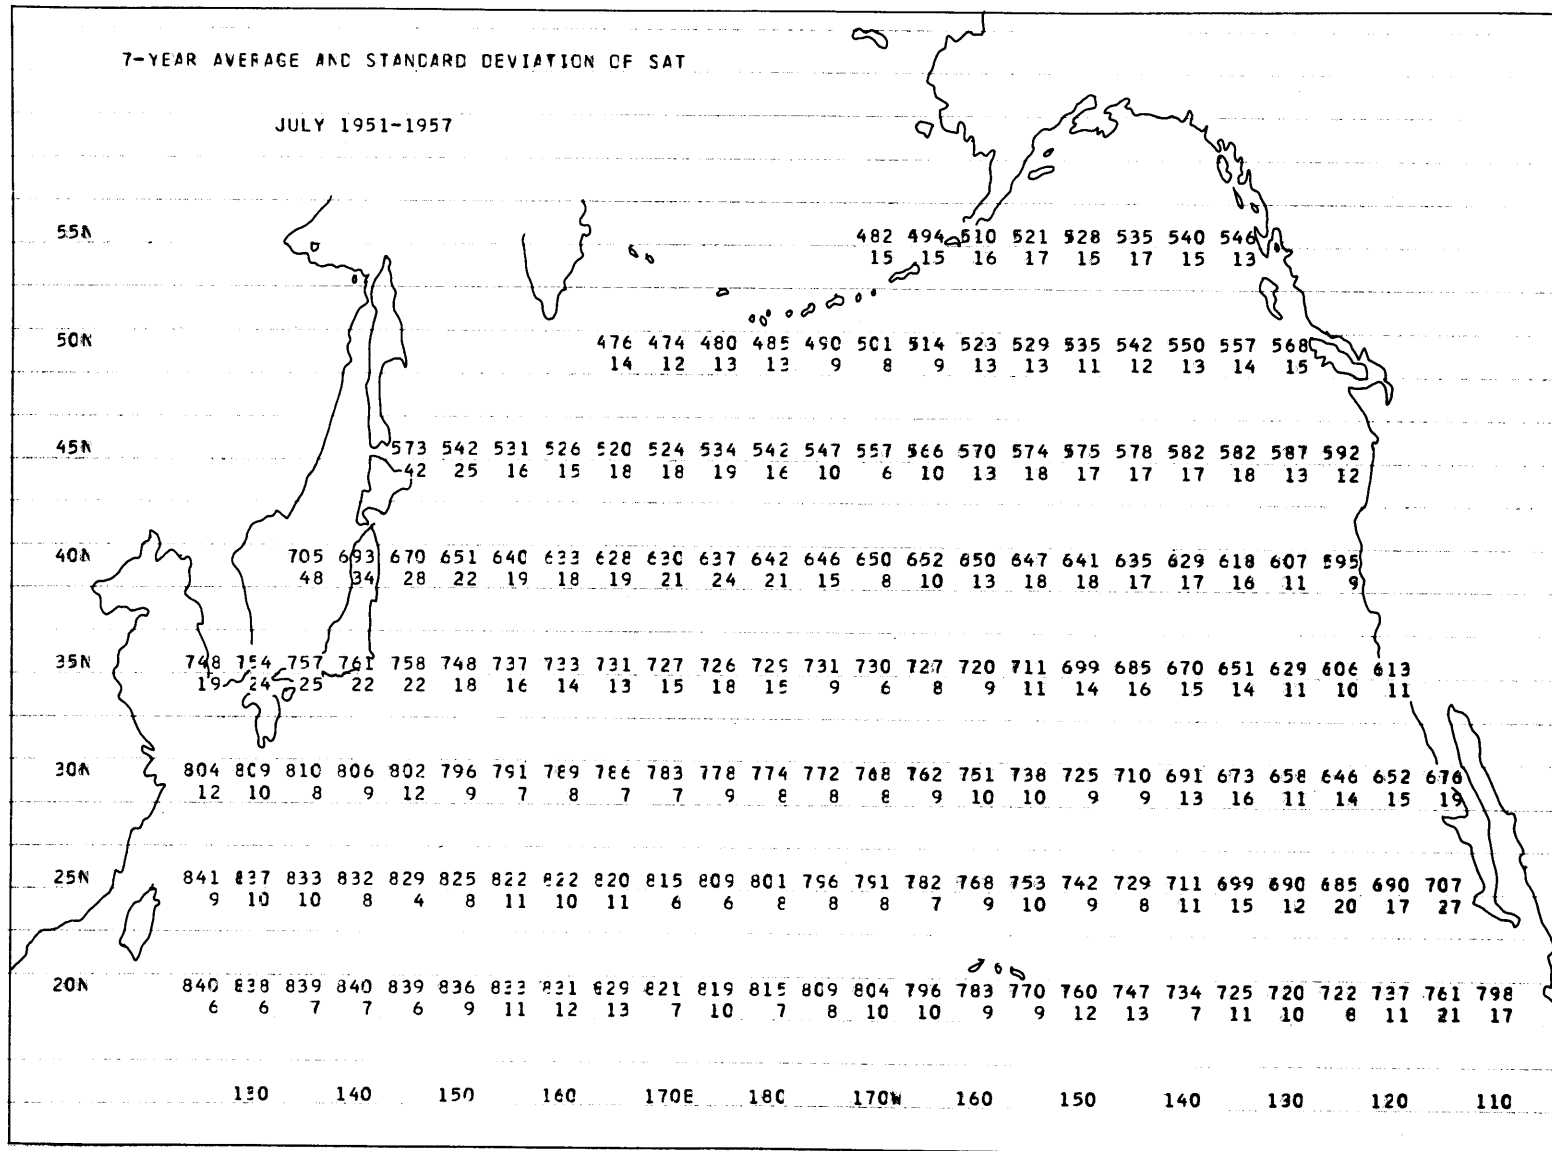 7-YEAR AVERAGE AND STANDARD DEVIATION OF SAT
JULY 1951-1957
55N 482 494 510 521 528 535 540 546
15 15 16 17 15 17 15 13
50N 476 474 480 485 490 501 514 523 529 535 542 550 557 568
14 12 13 13 9 8 9 13 13 11 12 13 14 15
45N 573 542 531 526 520 524 534 542 547 557 566 570 574 575 578 582 582 587 592
42 25 16 15 18 18 19 16 10 6 10 13 18 17 17 17 18 13 12
40N 705 693 670 651 640 633 628 630 637 642 646 650 652 650 647 641 635 629 618 607 595
48 34 28 22 19 18 19 21 24 21 15 8 10 13 18 18 17 17 16 11 9
35N 748 754 757 761 758 748 737 733 731 727 726 729 731 730 727 720 711 699 685 670 651 629 606 613
19 24 25 22 22 18 16 14 13 15 18 15 9 6 8 9 11 14 16 15 14 11 10 11
30N 804 809 810 806 802 796 791 789 786 783 778 774 772 768 762 751 738 725 710 691 673 658 646 652 676
12 10 8 9 12 9 7 8 7 7 9 8 8 8 9 10 10 9 9 13 16 11 14 15 19
25N 841 837 833 832 829 825 822 822 820 815 809 801 796 791 782 768 753 742 729 711 699 690 685 690 707
9 10 10 8 4 8 11 10 11 6 6 8 8 8 7 9 10 9 8 11 15 12 20 17 27
20N 840 838 839 840 839 836 833 831 829 821 819 815 809 804 796 783 770 760 747 734 725 720 722 737 761 798
6 6 7 7 6 9 11 12 13 7 10 7 8 10 10 9 9 12 13 7 11 10 11 21 17
130 140 150 160 170E 180 170W 160 150 140 130 120 110